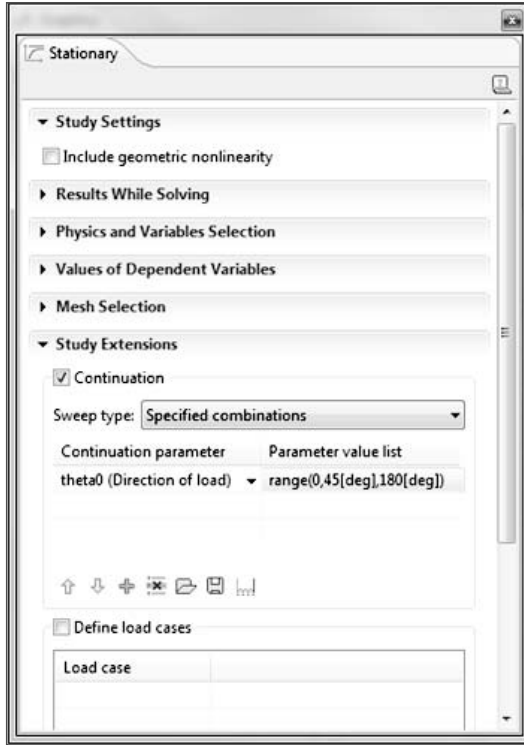 Stationary
Study Settings
Include geometric nonlinearity
Results While Solving
Physics and Variables Selection
Values of Dependent Variables
Mesh Selection
Study Extensions
Continuation
Sweep type: Specified combinations
Continuation parameter Parameter value list
theta0 (Direction of load) range(0,45[deg],180[deg])
Define load cases
Load case